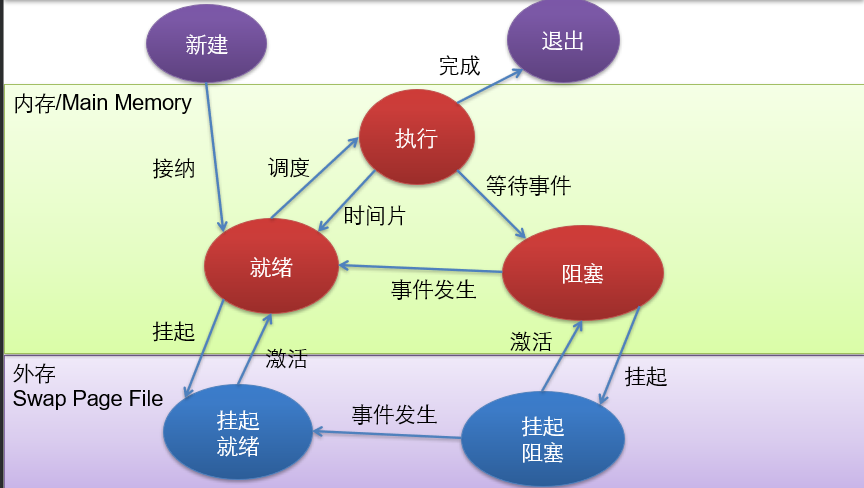 新建
退出
完成
内存/Main Memory
执行
接纳
调度
等待事件
时间片
就绪
阻塞
事件发生
挂起
激活
激活
外存
挂起
Swap Page File
挂起
就绪
事件发生
挂起
阻塞